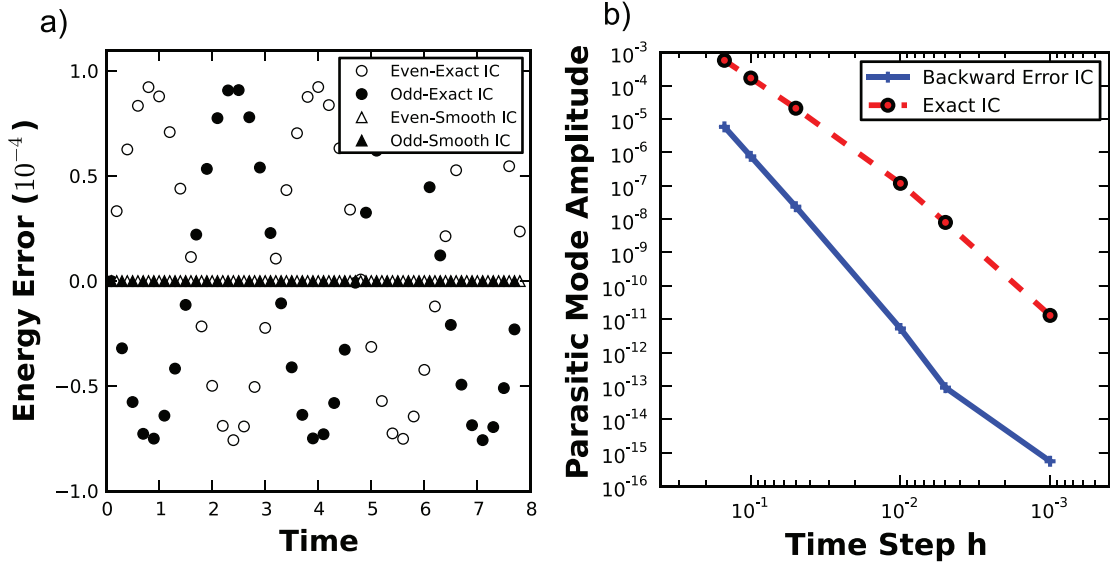 a)
Energy Error (10⁻⁴)
1.0
0.5
0.0
−0.5
−1.0
Even-Exact IC
Odd-Exact IC
Even-Smooth IC
Odd-Smooth IC
0 1 2 3 4 5 6 7 8
Time
b)
Parasitic Mode Amplitude
10⁻³
10⁻⁴
10⁻⁵
10⁻⁶
10⁻⁷
10⁻⁸
10⁻⁹
10⁻¹⁰
10⁻¹¹
10⁻¹²
10⁻¹³
10⁻¹⁴
10⁻¹⁵
10⁻¹⁶
Backward Error IC
Exact IC
10⁻¹ 10⁻² 10⁻³
Time Step h